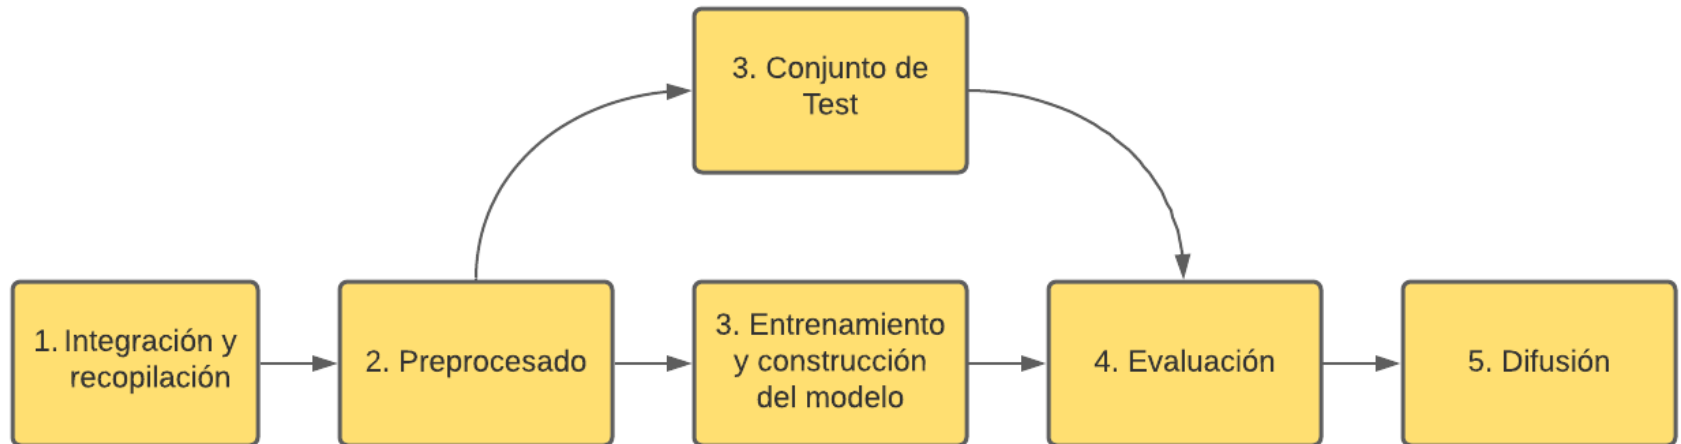 3. Conjunto de
Test
1. Integración y
recopilación
2. Preprocesado
3. Entrenamiento
y construcción
del modelo
4. Evaluación
5. Difusión